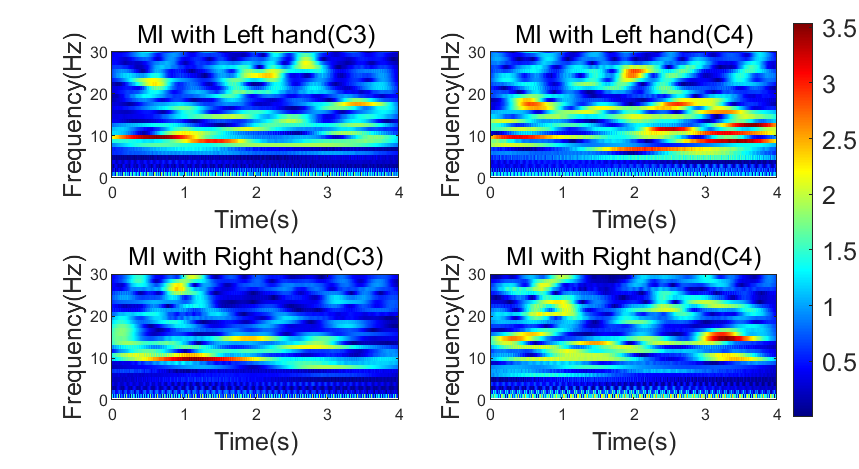 MI with Left hand(C3)
MI with Left hand(C4)
Frequency(Hz)
30
20
10
0
0 1 2 3 4
Time(s)
Frequency(Hz)
30
20
10
0
0 1 2 3 4
Time(s)
MI with Right hand(C3)
MI with Right hand(C4)
Frequency(Hz)
30
20
10
0
0 1 2 3 4
Time(s)
Frequency(Hz)
30
20
10
0
0 1 2 3 4
Time(s)
3.5
3
2.5
2
1.5
1
0.5